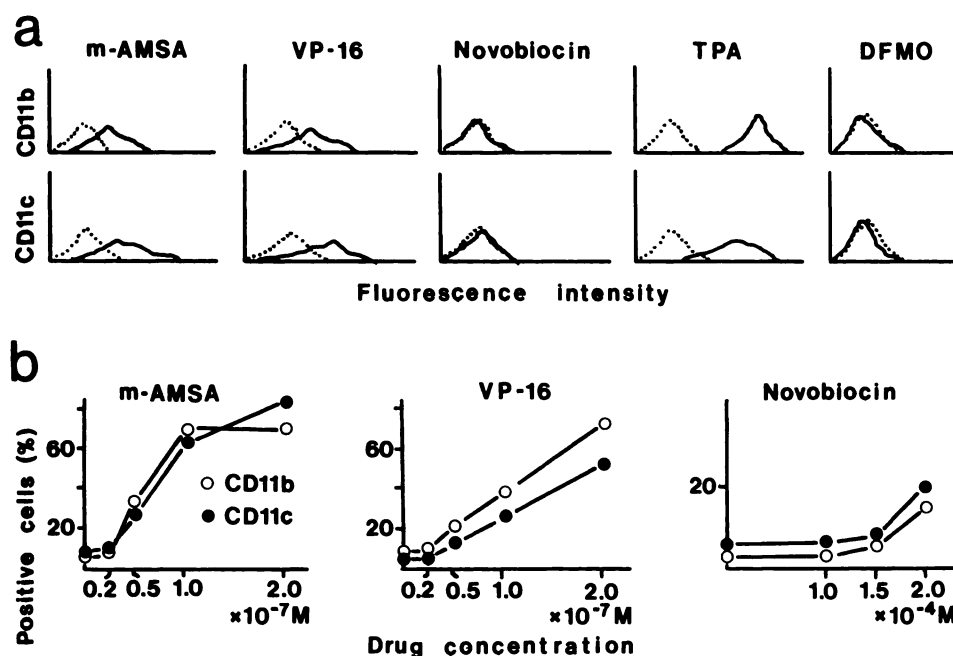 a
m-AMSA VP-16 Novobiocin TPA DFMO
CD11b
CD11c
Fluorescence intensity
b
m-AMSA VP-16 Novobiocin
Positive cells (%)
60
20
CD11b
CD11c
0.2 0.5 1.0 2.0
×10⁻⁷M
60
20
0.2 0.5 1.0 2.0
×10⁻⁷M
20
1.0 1.5 2.0
×10⁻⁴M
Drug concentration